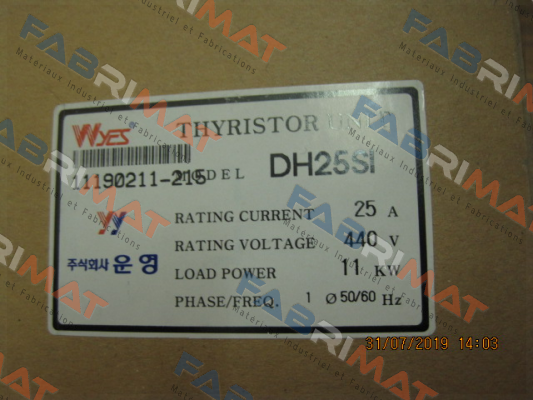 FABRIMAT
Materiaux Industriel et Fabrications
Wyes
THYRISTOR UNIT
11190211-215
MODEL DH25SI
RATING CURRENT 25 A
RATING VOLTAGE 440 V
주식회사 운영
LOAD POWER 11 KW
PHASE/FREQ. 1 Ø 50/60 Hz
31/07/2019 14:03